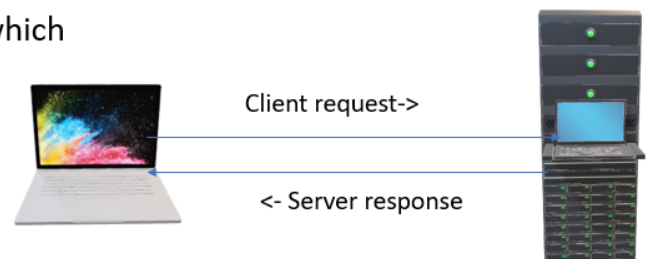 which
Client request->
<- Server response